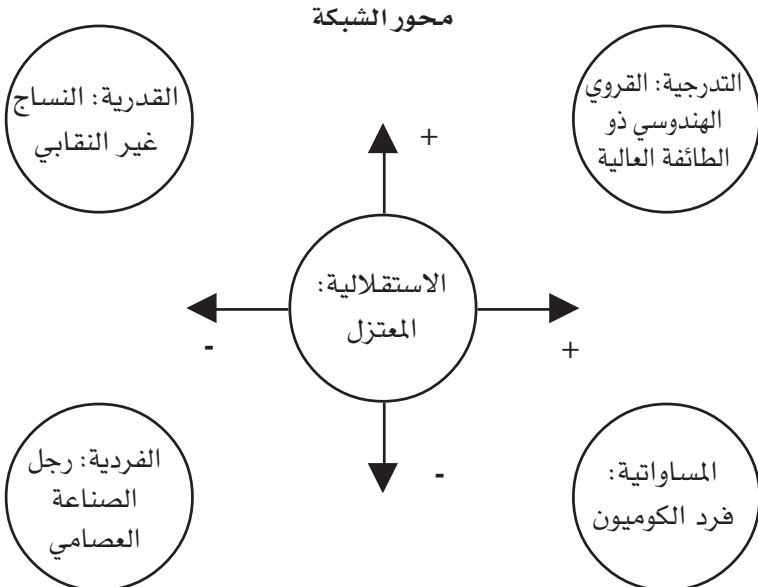 محور الشبكة
التدرجية: القروي
الهندوسي ذو
الطائفة العالية
القدرية: النساج
غير النقابي
+
الاستقلالية:
المعتزل
-
+
-
المساواتية:
فرد الكوميون
الفردية: رجل
الصناعة
العصامي